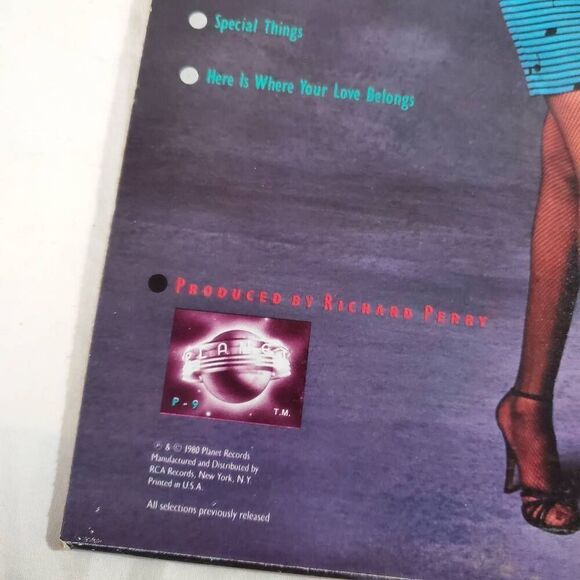 Special Things
Here Is Where Your Love Belongs
PRODUCED BY RICHARD PERRY
PLANET
P-9
T.M.
℗ & © 1980 Planet Records
Manufactured and Distributed by
RCA Records, New York, N.Y.
Printed in U.S.A.
All selections previously released